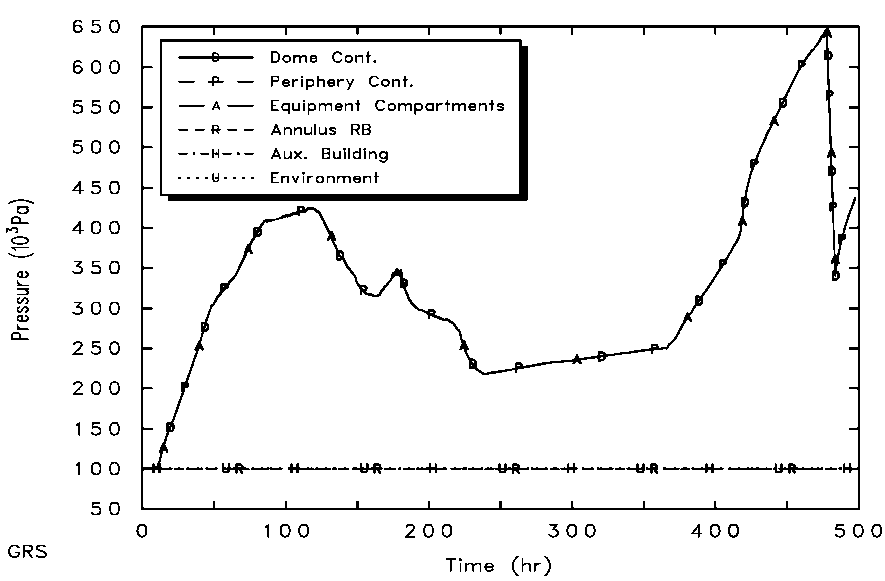 650
600
550
500
450
400
350
300
250
200
150
100
50
Pressure (10³Pa)
D Dome Cont.
P Periphery Cont.
A Equipment Compartments
R Annulus RB
H Aux. Building
U Environment
0 100 200 300 400 500
Time (hr)
GRS